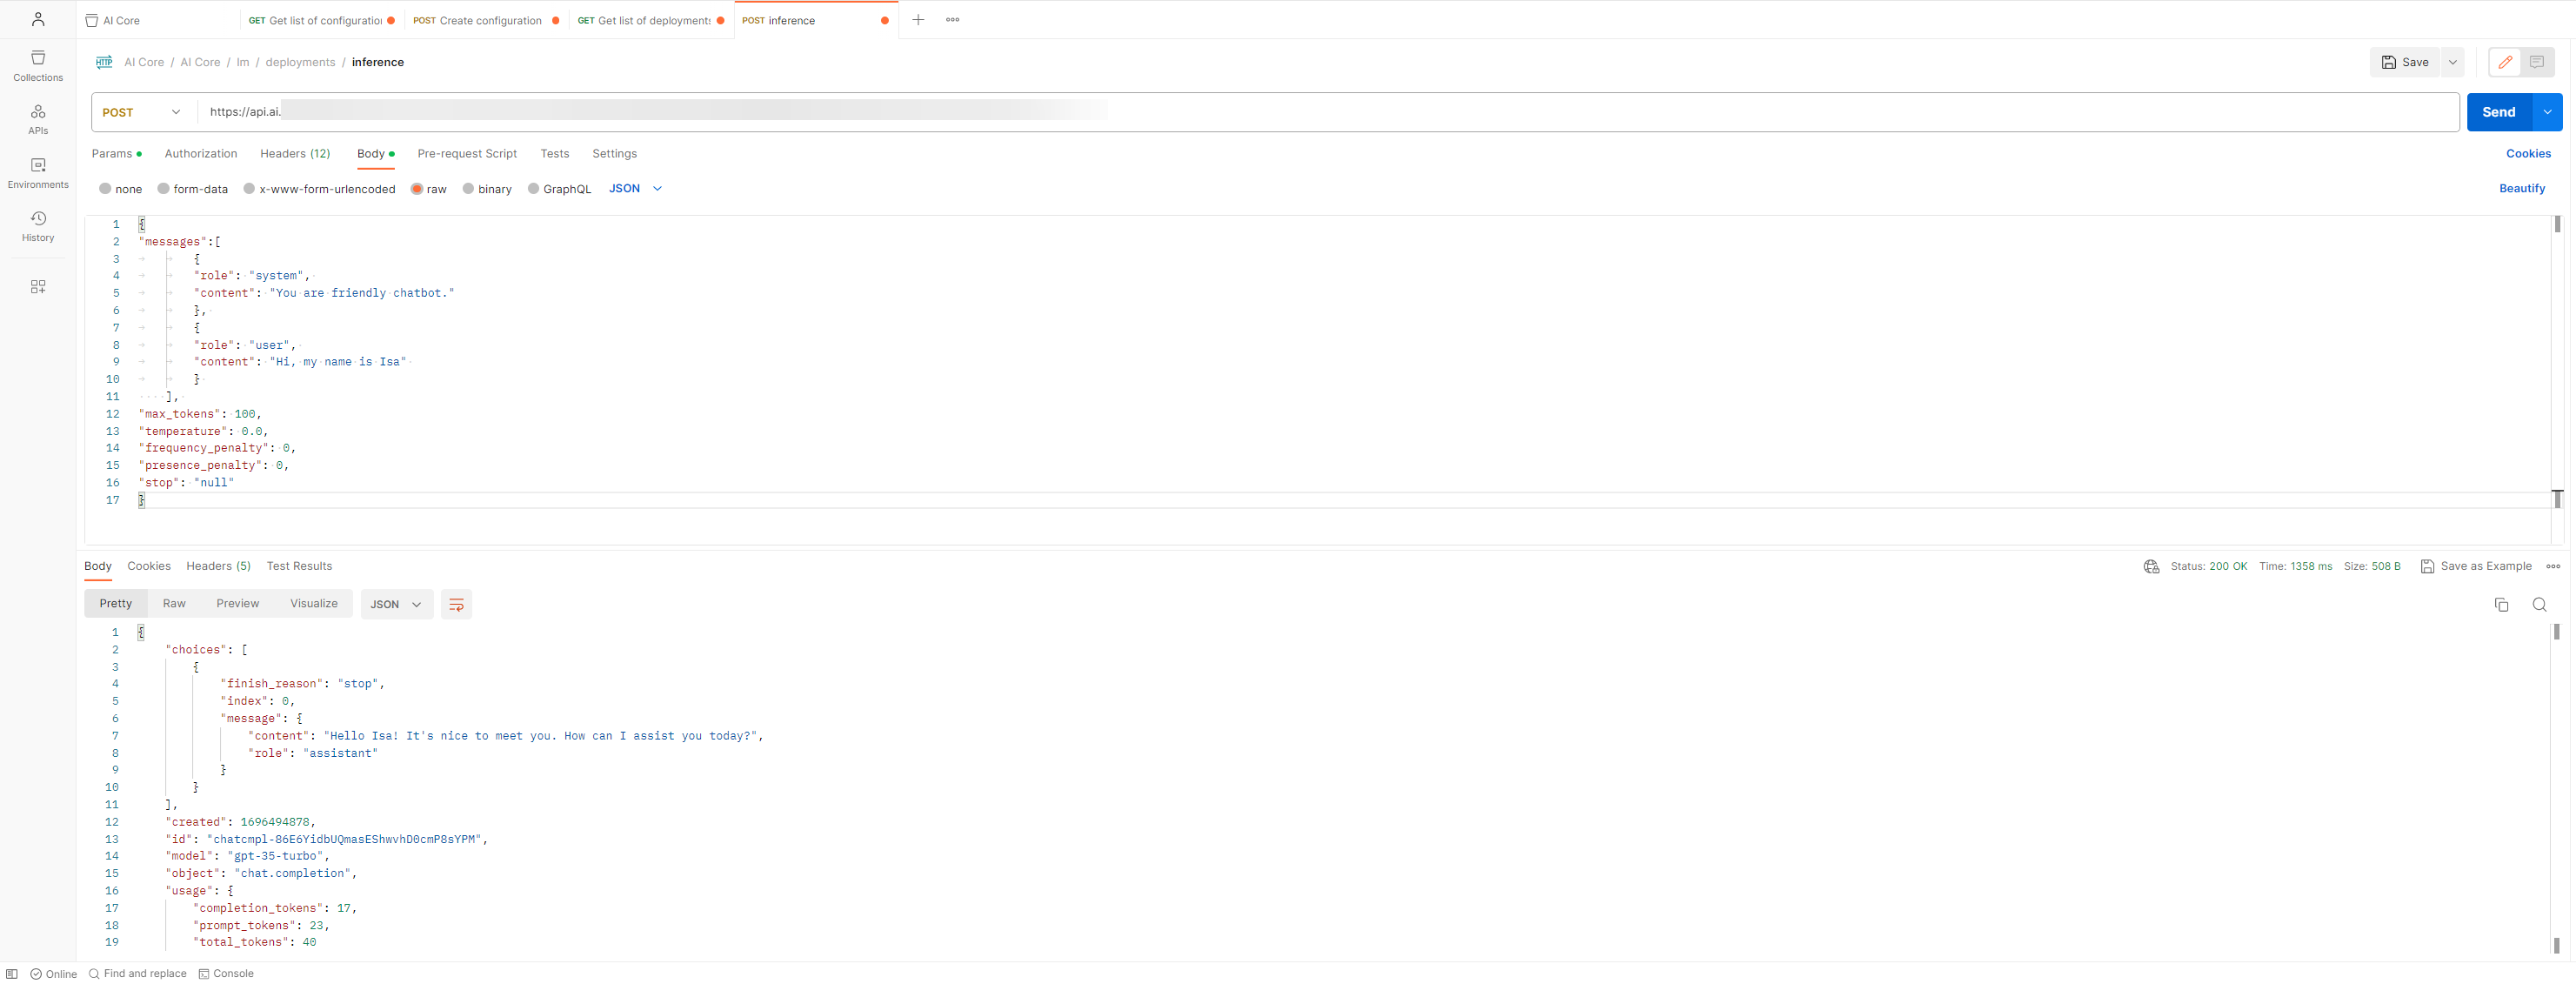 AI Core
GET Get list of configuratio
POST Create configuration
GET Get list of deployments
POST inference
Collections
APIs
Environments
History
HTTP AI Core / AI Core / lm / deployments / inference
Save
POST
https://api.ai.
Send
Params
Authorization
Headers (12)
Body
Pre-request Script
Tests
Settings
Cookies
none
form-data
x-www-form-urlencoded
raw
binary
GraphQL
JSON
Beautify
1 {
2 "messages":[
3 {
4 "role": "system",
5 "content": "You are friendly chatbot."
6 },
7 {
8 "role": "user",
9 "content": "Hi, my name is Isa"
10 }
11 ],
12 "max_tokens": 100,
13 "temperature": 0.0,
14 "frequency_penalty": 0,
15 "presence_penalty": 0,
16 "stop": "null"
17 }
Body
Cookies
Headers (5)
Test Results
Status: 200 OK
Time: 1358 ms
Size: 508 B
Save as Example
Pretty
Raw
Preview
Visualize
JSON
1 {
2 "choices": [
3 {
4 "finish_reason": "stop",
5 "index": 0,
6 "message": {
7 "content": "Hello Isa! It's nice to meet you. How can I assist you today?",
8 "role": "assistant"
9 }
10 }
11 ],
12 "created": 1696494878,
13 "id": "chatcmpl-86E6YidbUQmasEShwvhD0cmP8sYPM",
14 "model": "gpt-35-turbo",
15 "object": "chat.completion",
16 "usage": {
17 "completion_tokens": 17,
18 "prompt_tokens": 23,
19 "total_tokens": 40
Online
Find and replace
Console